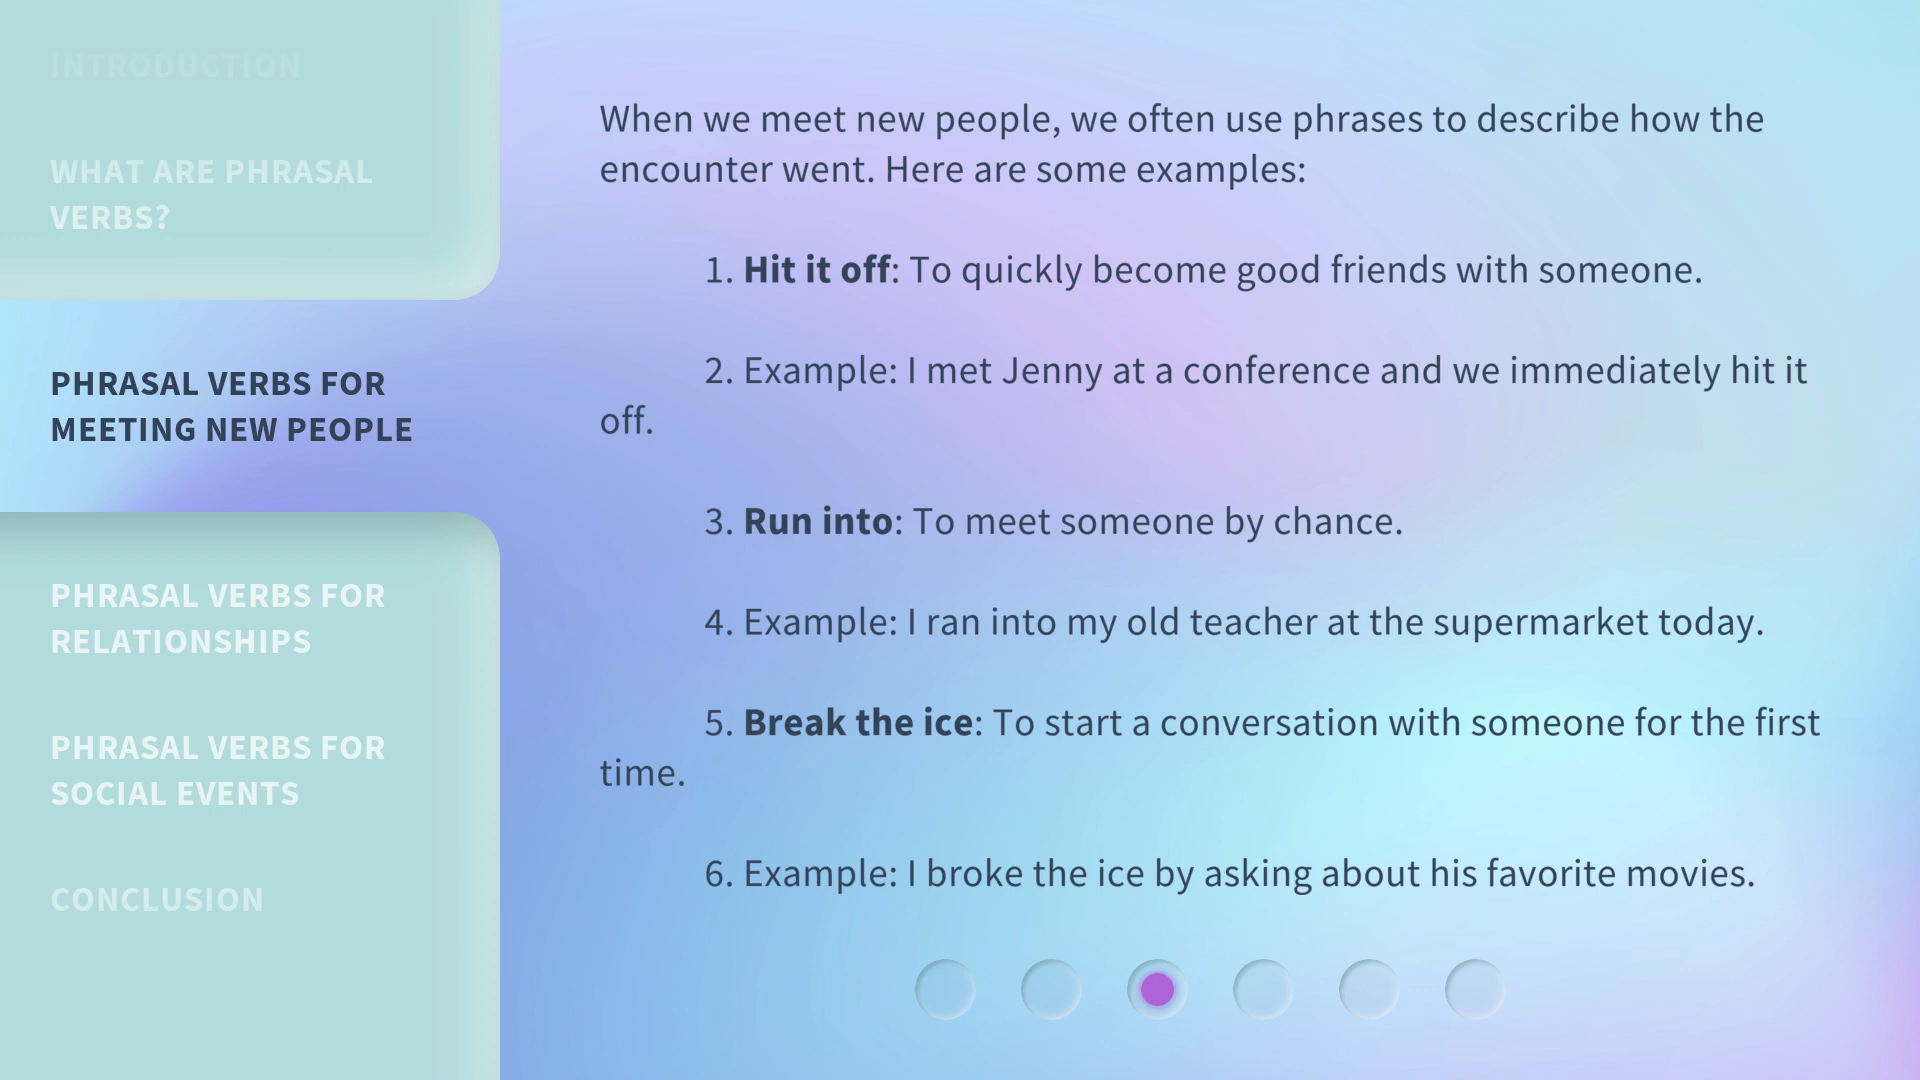 INTRODUCTION
WHAT ARE PHRASAL
VERBS?
PHRASAL VERBS FOR
MEETING NEW PEOPLE
PHRASAL VERBS FOR
RELATIONSHIPS
PHRASAL VERBS FOR
SOCIAL EVENTS
CONCLUSION
When we meet new people, we often use phrases to describe how the
encounter went. Here are some examples:
1. Hit it off: To quickly become good friends with someone.
2. Example: I met Jenny at a conference and we immediately hit it
off.
3. Run into: To meet someone by chance.
4. Example: I ran into my old teacher at the supermarket today.
5. Break the ice: To start a conversation with someone for the first
time.
6. Example: I broke the ice by asking about his favorite movies.